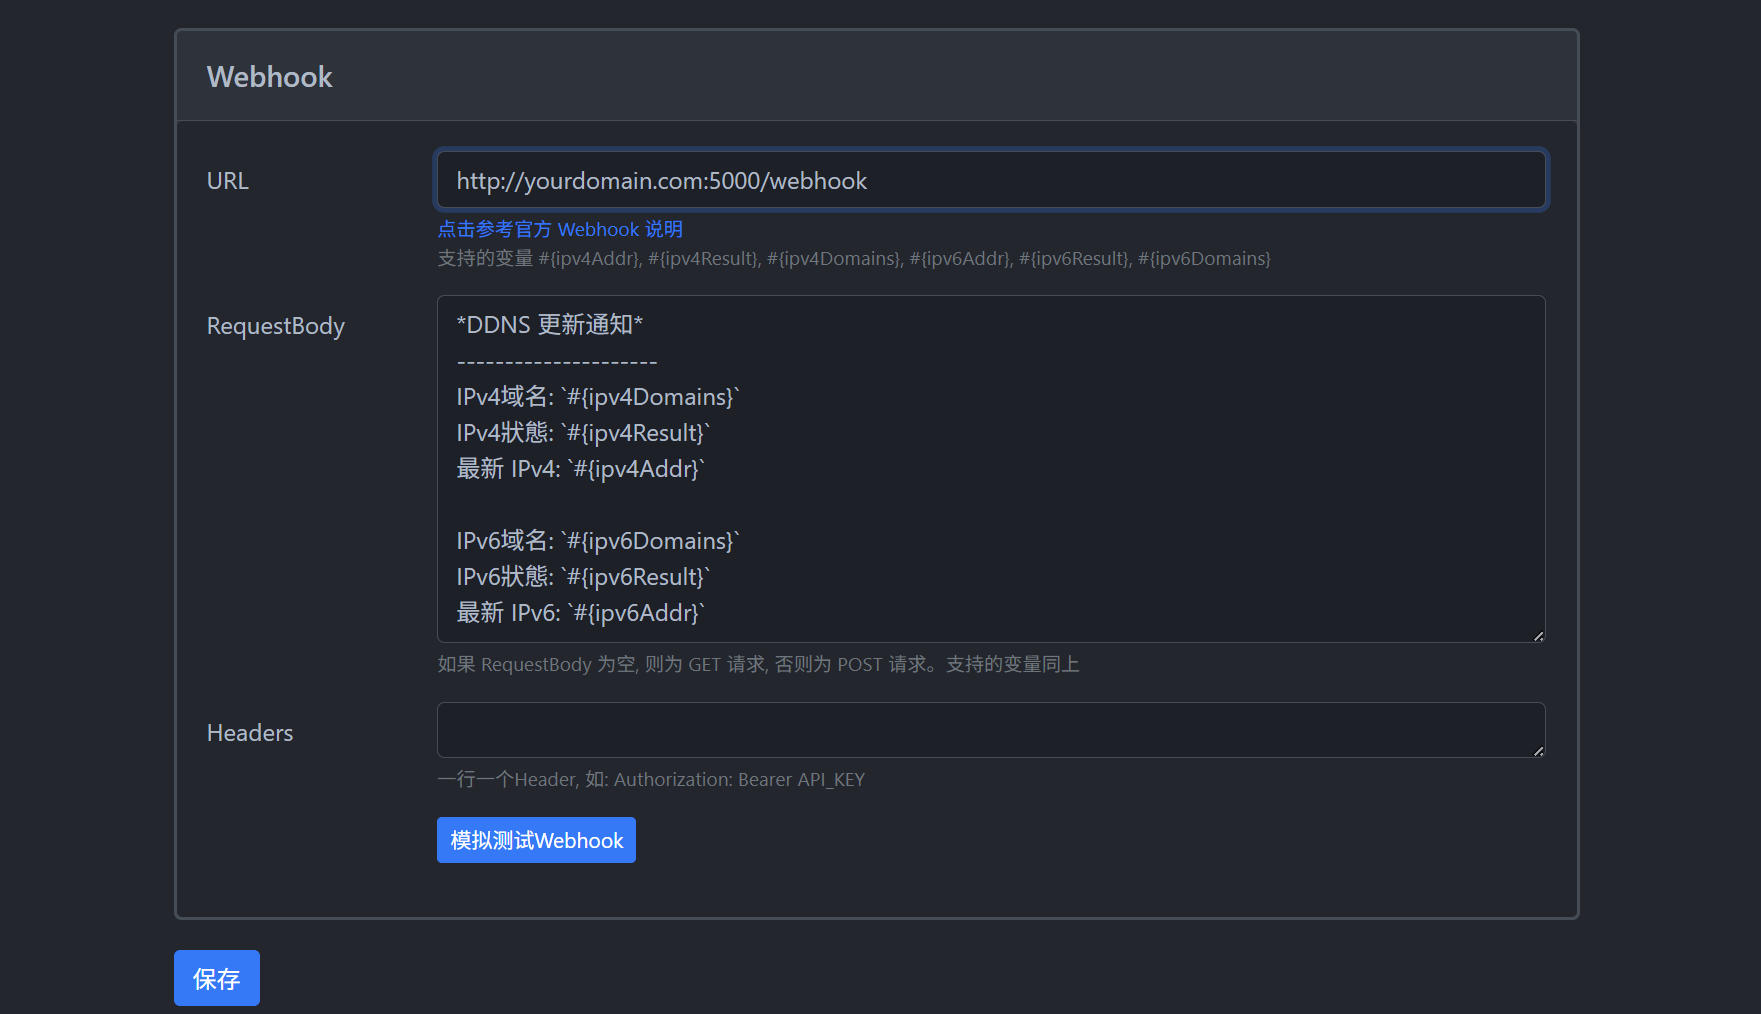 Webhook
URL
http://yourdomain.com:5000/webhook
点击参考官方 Webhook 说明
支持的变量 #{ipv4Addr}, #{ipv4Result}, #{ipv4Domains}, #{ipv6Addr}, #{ipv6Result}, #{ipv6Domains}
RequestBody
*DDNS 更新通知*
---------------------
IPv4域名: `#{ipv4Domains}`
IPv4狀態: `#{ipv4Result}`
最新 IPv4: `#{ipv4Addr}`
IPv6域名: `#{ipv6Domains}`
IPv6狀態: `#{ipv6Result}`
最新 IPv6: `#{ipv6Addr}`
如果 RequestBody 为空, 则为 GET 请求, 否则为 POST 请求。支持的变量同上
Headers
一行一个Header, 如: Authorization: Bearer API_KEY
模拟测试Webhook
保存